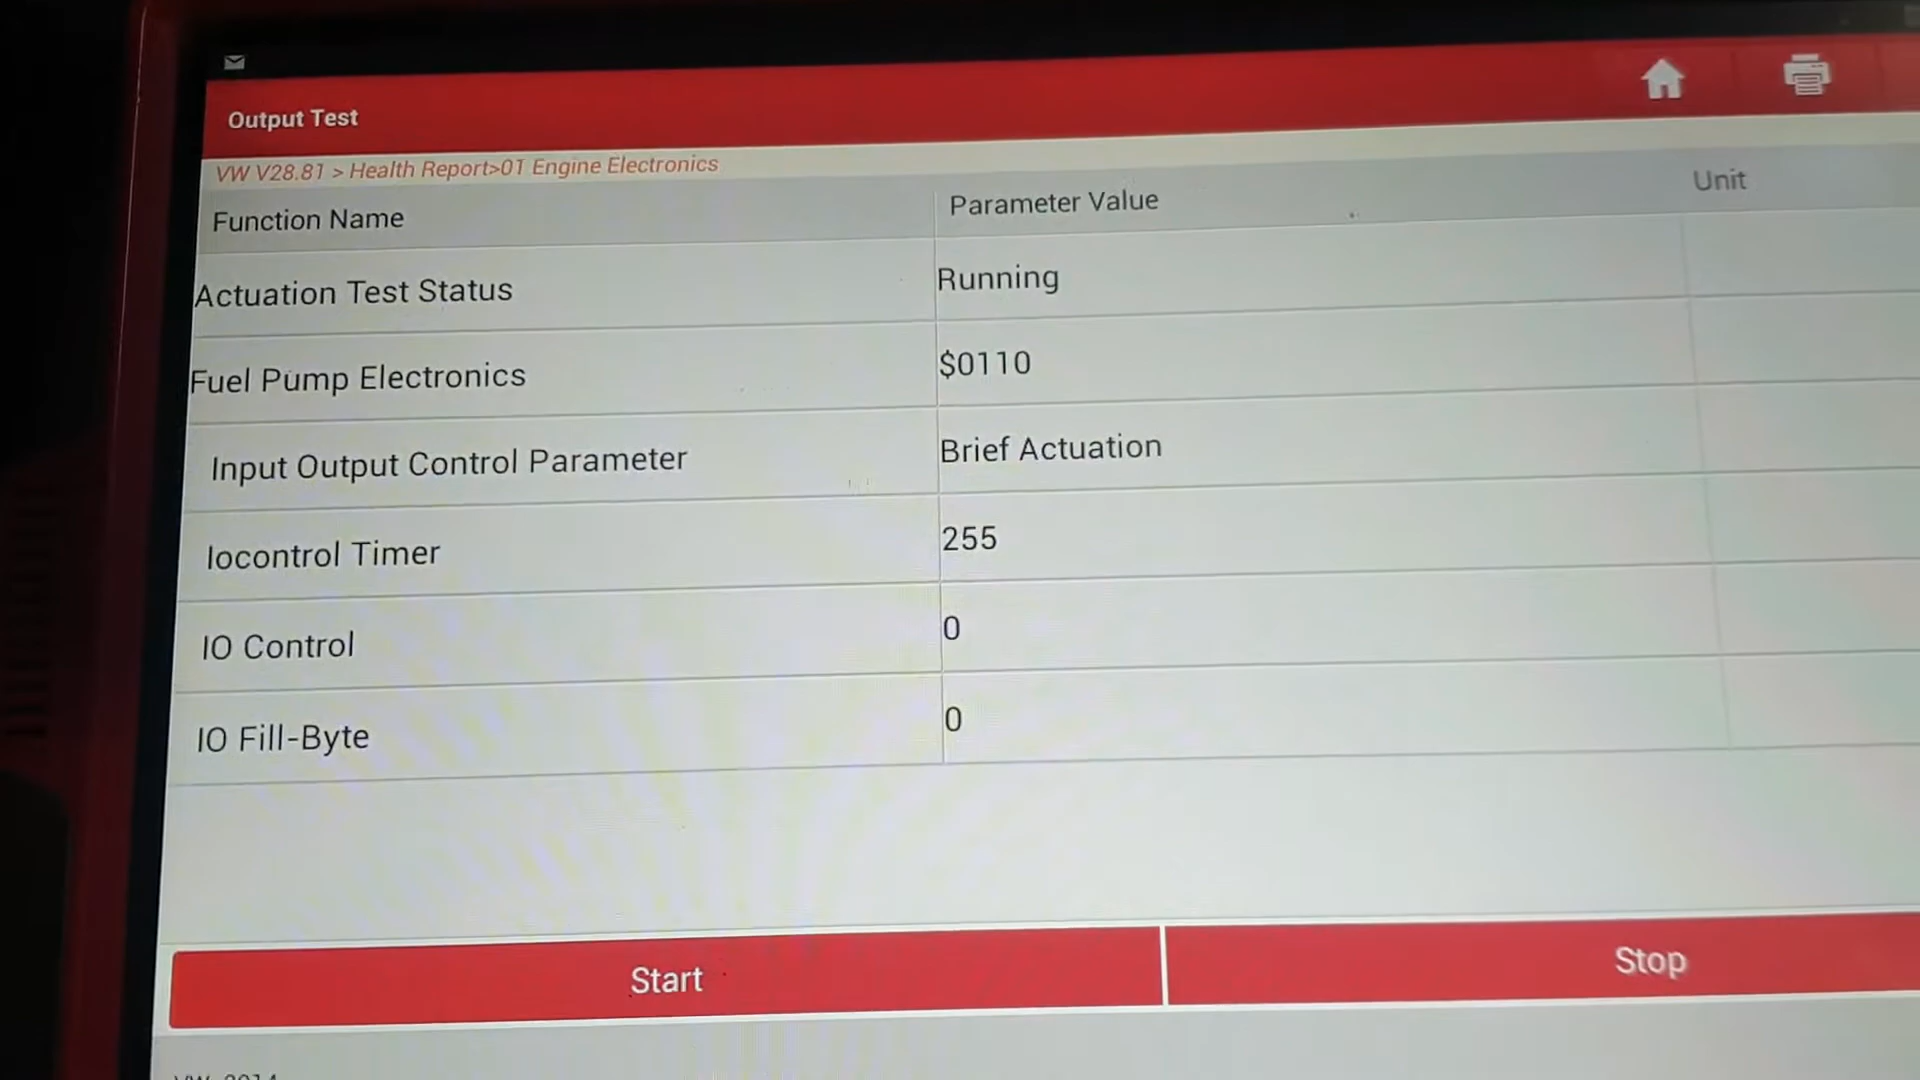 Output Test
VW V28.81 > Health Report>01 Engine Electronics
Function Name Parameter Value Unit
Actuation Test Status Running
Fuel Pump Electronics $0110
Input Output Control Parameter Brief Actuation
Iocontrol Timer 255
IO Control 0
IO Fill-Byte 0
Start Stop